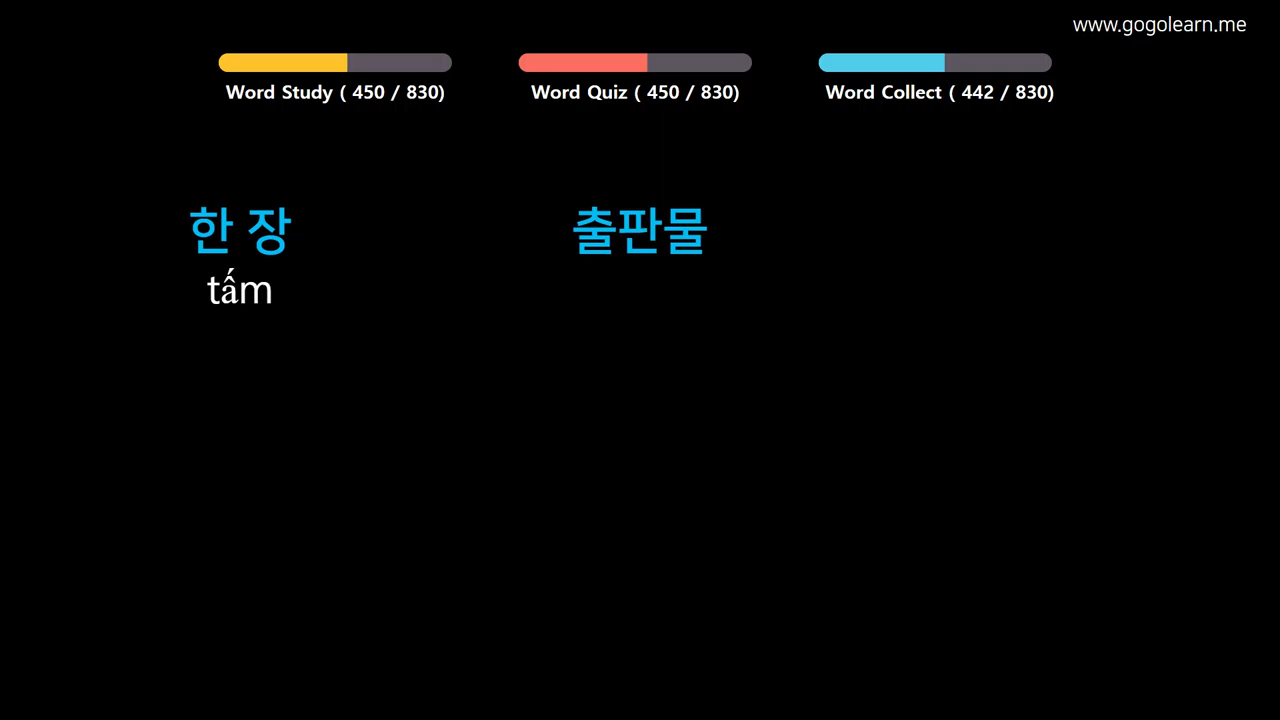 www.gogolearn.me
Word Study ( 450 / 830)
Word Quiz ( 450 / 830)
Word Collect ( 442 / 830)
한 장
tấm
출판물